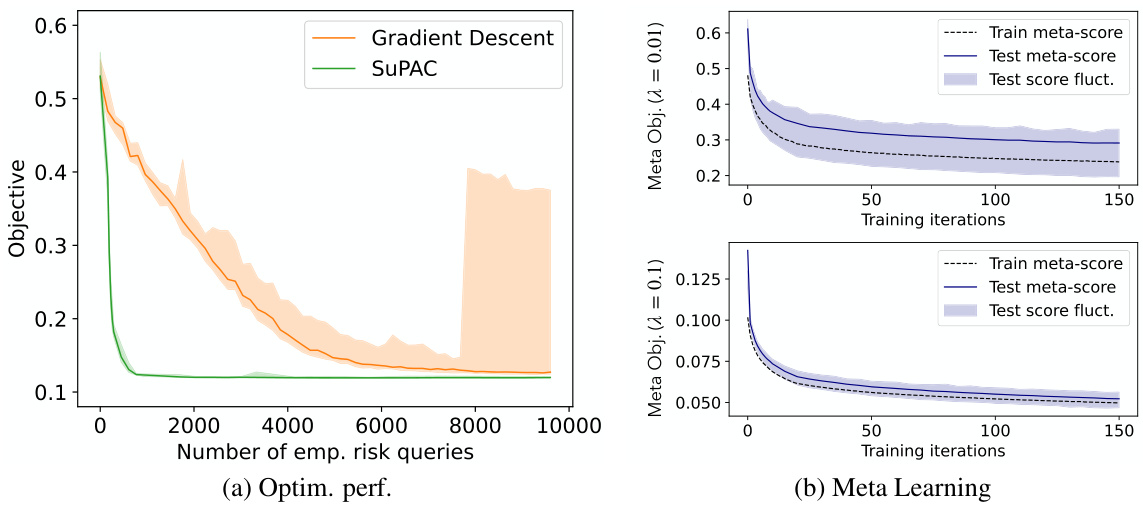 0.6
0.5
0.4
0.3
0.2
0.1
Objective
Gradient Descent
SuPAC
0
2000
4000
6000
8000
10000
Number of emp. risk queries
(a) Optim. perf.
0.6
0.5
0.4
0.3
0.2
Meta Obj. (λ = 0.01)
Train meta-score
Test meta-score
Test score fluct.
0
50
100
150
Training iterations
0.125
0.100
0.075
0.050
Meta Obj. (λ = 0.1)
Train meta-score
Test meta-score
Test score fluct.
0
50
100
150
Training iterations
(b) Meta Learning